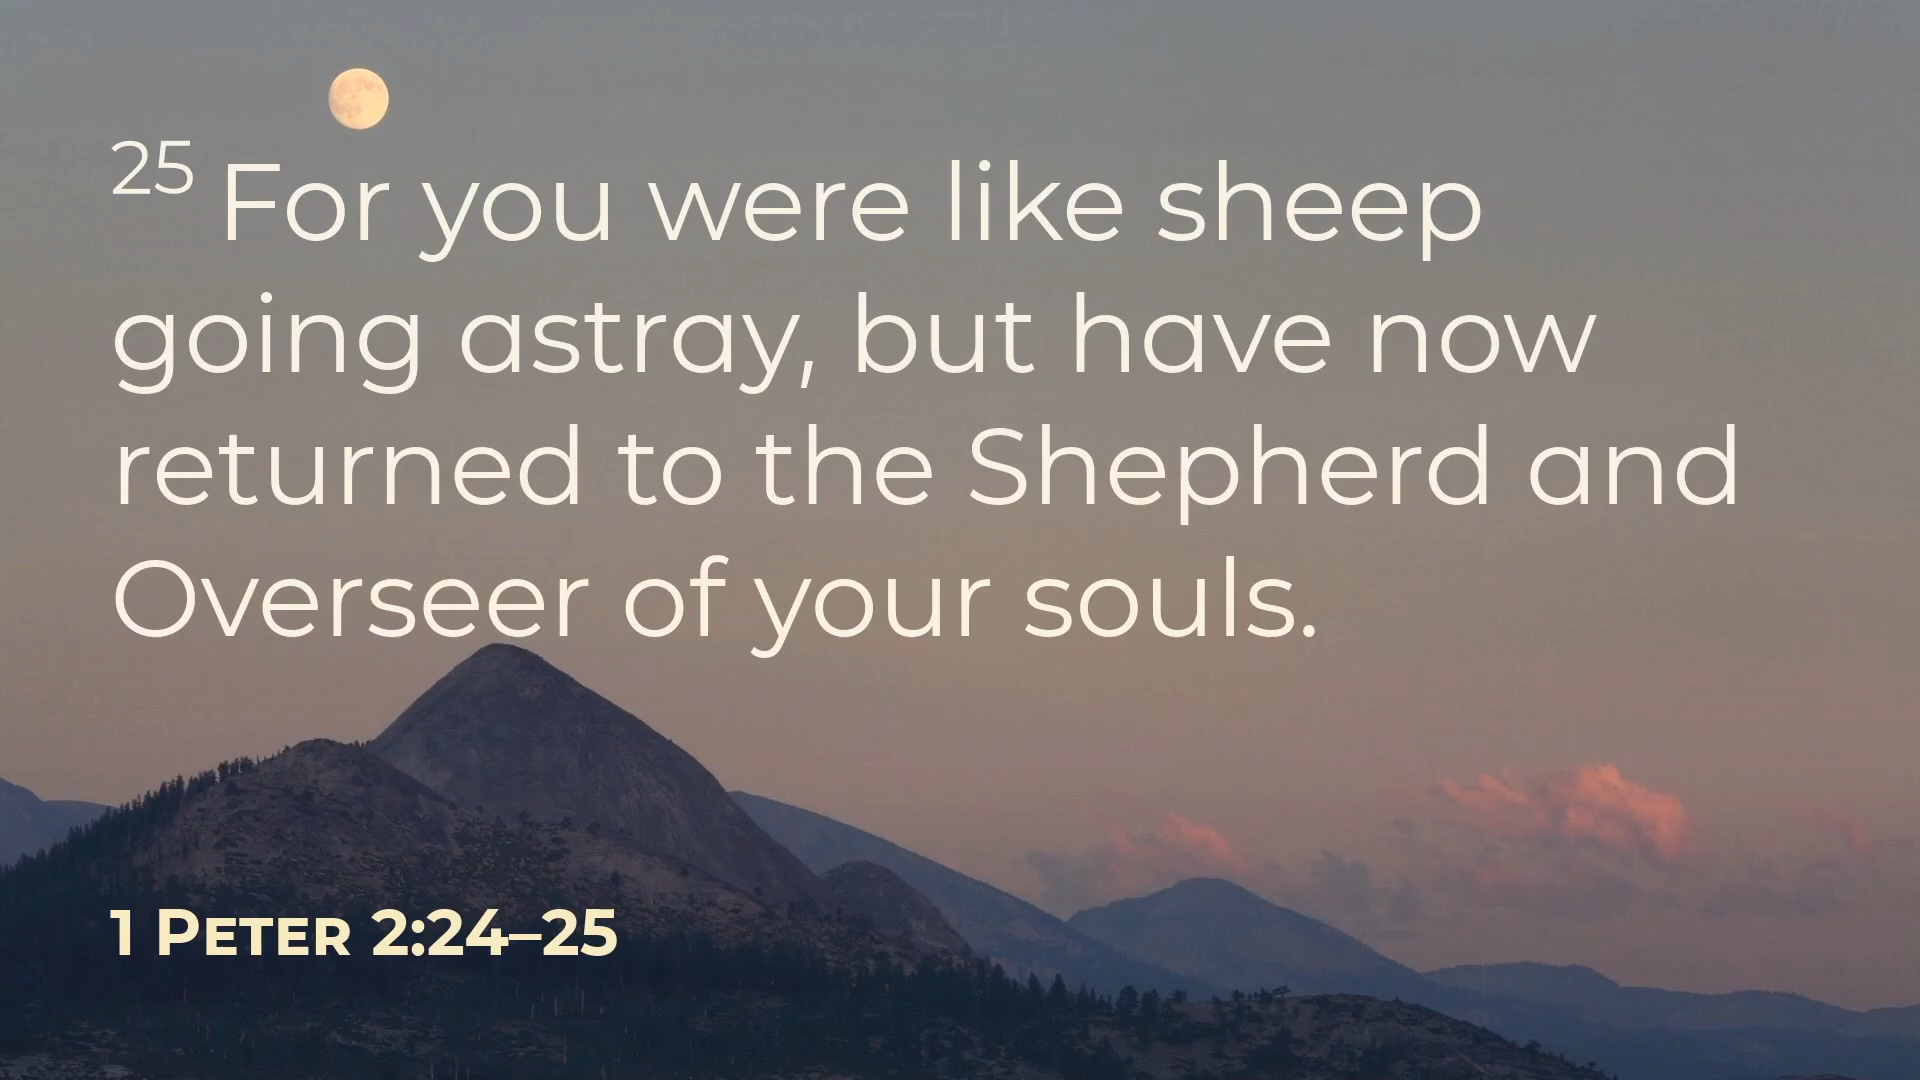 25 For you were like sheep
going astray, but have now
returned to the Shepherd and
Overseer of your souls.
1 Peter 2:24–25